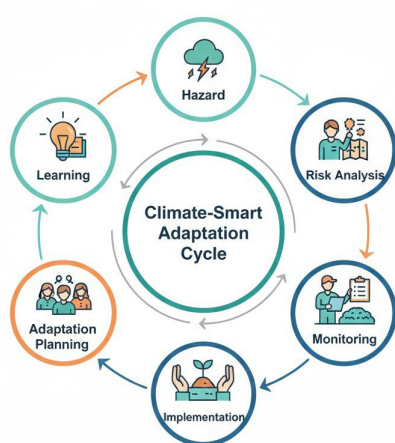 Hazard
Risk Analysis
Monitoring
Implementation
Adaptation
Planning
Learning
Climate-Smart
Adaptation
Cycle